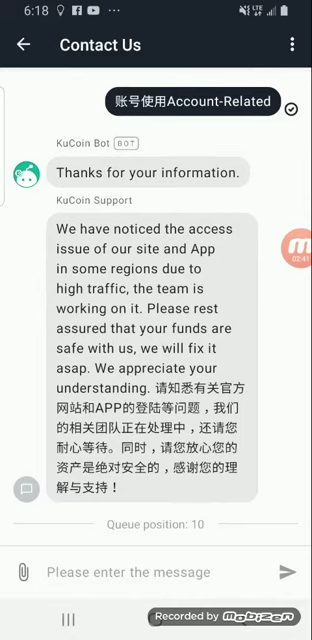 6:18
LTE
Contact Us
账号使用Account-Related
KuCoin Bot BOT
Thanks for your information.
KuCoin Support
We have noticed the access
issue of our site and App
in some regions due to
high traffic, the team is
working on it. Please rest
assured that your funds are
safe with us, we will fix it
asap. We appreciate your
understanding. 请知悉有关官方
网站和APP的登陆等问题，我们
的相关团队正在处理中，还请您
耐心等待。同时，请您放心您的
资产是绝对安全的，感谢您的理
解与支持！
02:41
Queue position: 10
Please enter the message
Recorded by mobizen